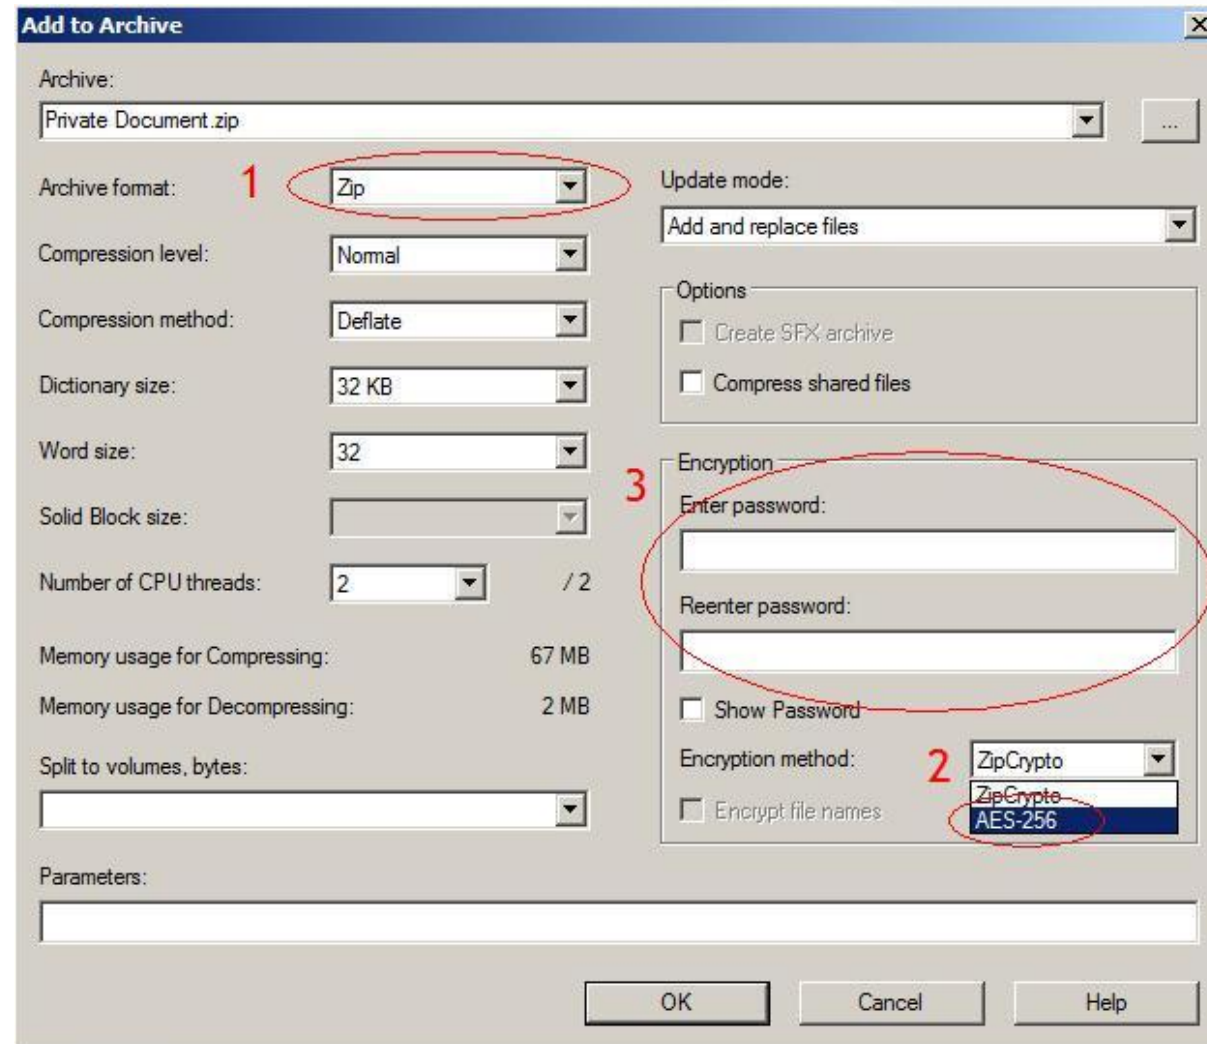 Add to Archive
Archive:
Private Document.zip
...
Archive format:
1
Zip
Compression level:
Normal
Compression method:
Deflate
Dictionary size:
32 KB
Word size:
32
Solid Block size:
Number of CPU threads:
2
/ 2
Memory usage for Compressing:
67 MB
Memory usage for Decompressing:
2 MB
Split to volumes, bytes:
Update mode:
Add and replace files
Options
Create SFX archive
Compress shared files
3
Encryption
Enter password:
Reenter password:
Show Password
Encryption method:
2
ZipCrypto
ZipCrypto
AES-256
Encrypt file names
Parameters:
OK
Cancel
Help